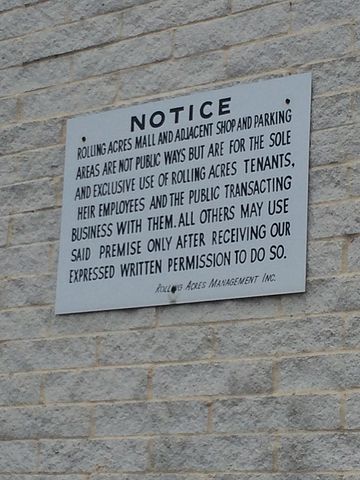 NOTICE
ROLLING ACRES MALL AND ADJACENT SHOP AND PARKING
AREAS ARE NOT PUBLIC WAYS BUT ARE FOR THE SOLE
AND EXCLUSIVE USE OF ROLLING ACRES TENANTS,
HEIR EMPLOYEES AND THE PUBLIC TRANSACTING
BUSINESS WITH THEM. ALL OTHERS MAY USE
SAID PREMISE ONLY AFTER RECEIVING OUR
EXPRESSED WRITTEN PERMISSION TO DO SO.
ROLLING ACRES MANAGEMENT INC.